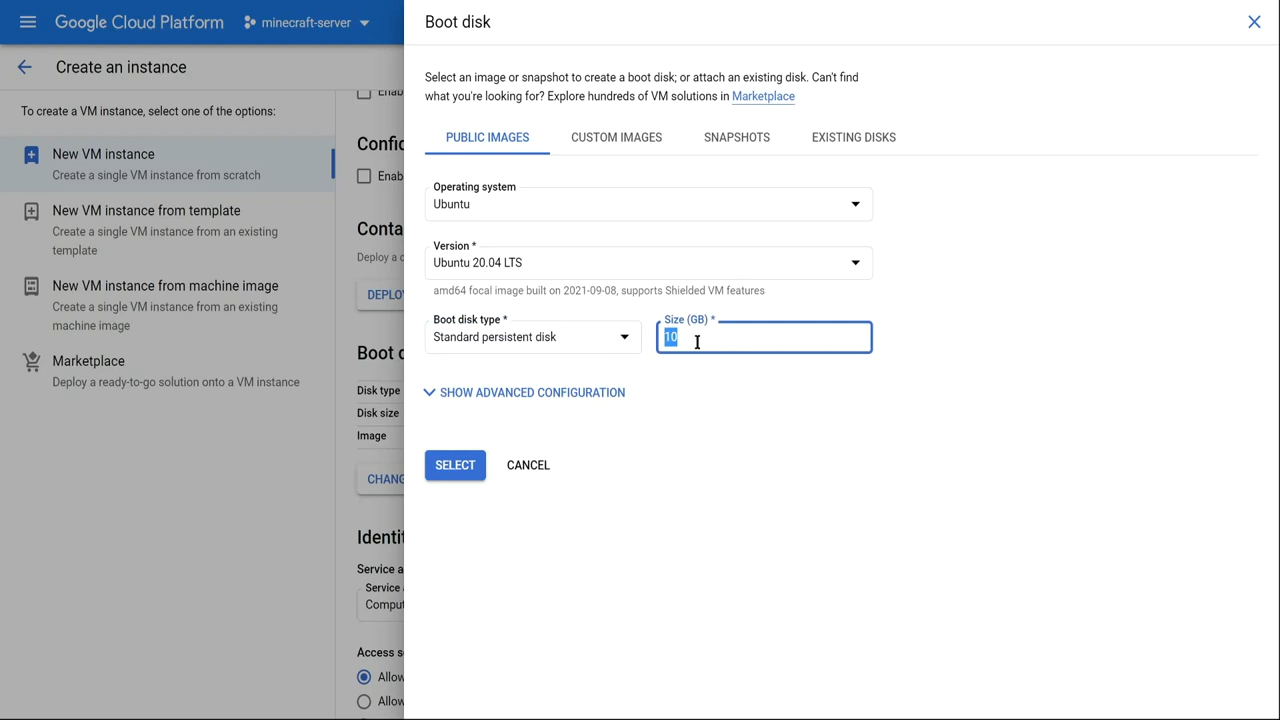 Google Cloud Platform
minecraft-server
Create an instance
To create a VM instance, select one of the options:
New VM instance
Create a single VM instance from scratch
New VM instance from template
Create a single VM instance from an existing
template
New VM instance from machine image
Create a single VM instance from an existing
machine image
Marketplace
Deploy a ready-to-go solution onto a VM instance
Enab
Confid
Enab
Conta
Deploy a c
DEPLOY
Boot d
Disk type
Disk size
Image
CHANG
Identit
Service a
Service a
Comput
Access s
Allow
Allow
Boot disk
Select an image or snapshot to create a boot disk; or attach an existing disk. Can't find
what you're looking for? Explore hundreds of VM solutions in Marketplace
PUBLIC IMAGES
CUSTOM IMAGES
SNAPSHOTS
EXISTING DISKS
Operating system
Ubuntu
Version *
Ubuntu 20.04 LTS
amd64 focal image built on 2021-09-08, supports Shielded VM features
Boot disk type *
Standard persistent disk
Size (GB) *
10
SHOW ADVANCED CONFIGURATION
SELECT
CANCEL